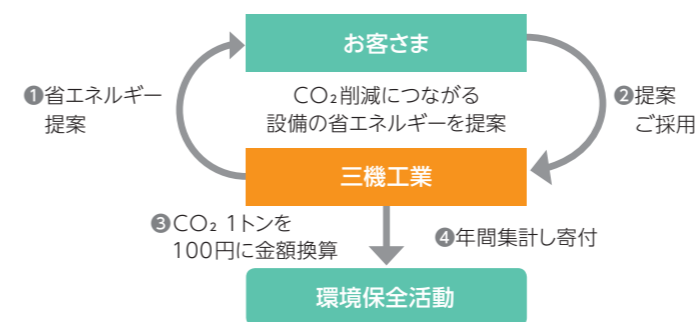 お客さま
❶省エネルギー
提案
CO₂削減につながる
設備の省エネルギーを提案
❷提案
ご採用
三機工業
❸CO₂ 1トンを
100円に金額換算
❹年間集計し寄付
環境保全活動